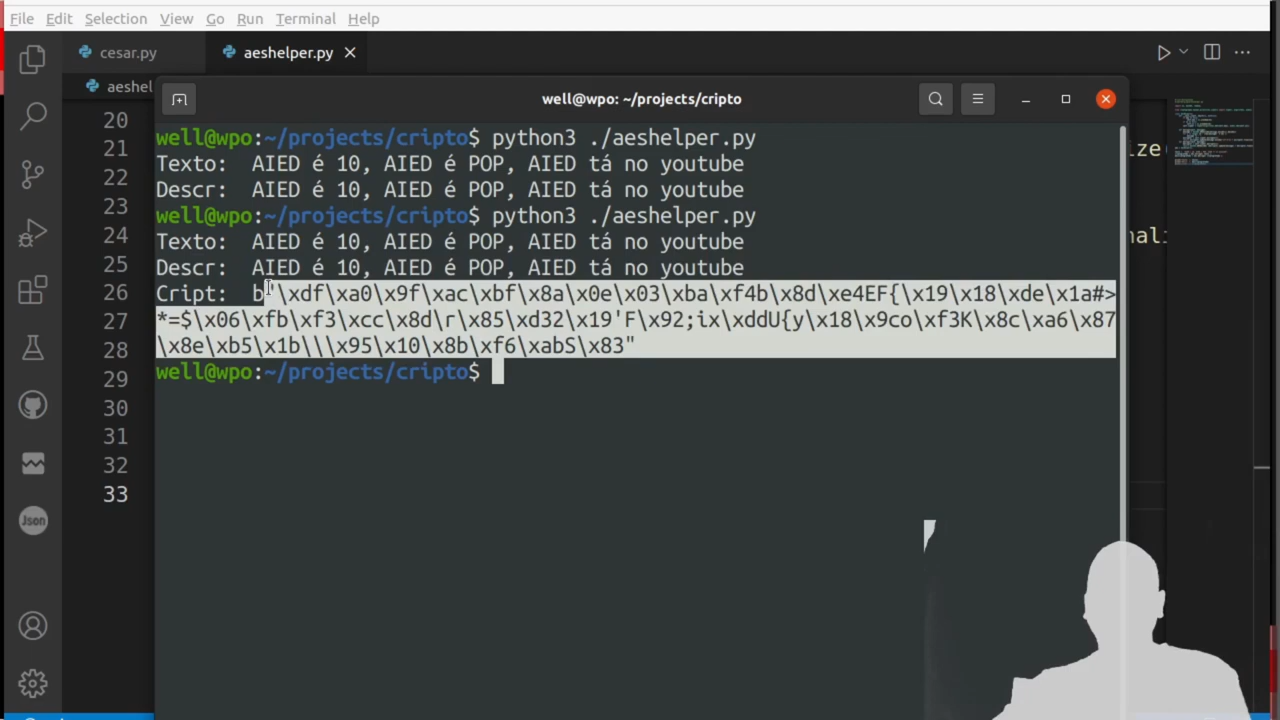 File Edit Selection View Go Run Terminal Help
cesar.py aeshelper.py
aeshel
well@wpo: ~/projects/cripto
20
21
22
23
24
25
26
27
28
29
30
31
32
33
well@wpo:~/projects/cripto$ python3 ./aeshelper.py
Texto: AIED é 10, AIED é POP, AIED tá no youtube
Descr: AIED é 10, AIED é POP, AIED tá no youtube
well@wpo:~/projects/cripto$ python3 ./aeshelper.py
Texto: AIED é 10, AIED é POP, AIED tá no youtube
Descr: AIED é 10, AIED é POP, AIED tá no youtube
Cript: b"'\xdf\xa0\x9f\xac\xbf\x8a\x0e\x03\xba\xf4b\x8d\xe4EF{\x19\x18\xde\x1a#>
*=$\x06\xfb\xf3\xcc\x8d\r\x85\xd32\x19'F\x92;ix\xddU{y\x18\x9co\xf3K\x8c\xa6\x87
\x8e\xb5\x1b\\\x95\x10\x8b\xf6\xabS\x83"
well@wpo:~/projects/cripto$
ize(
nali
Json